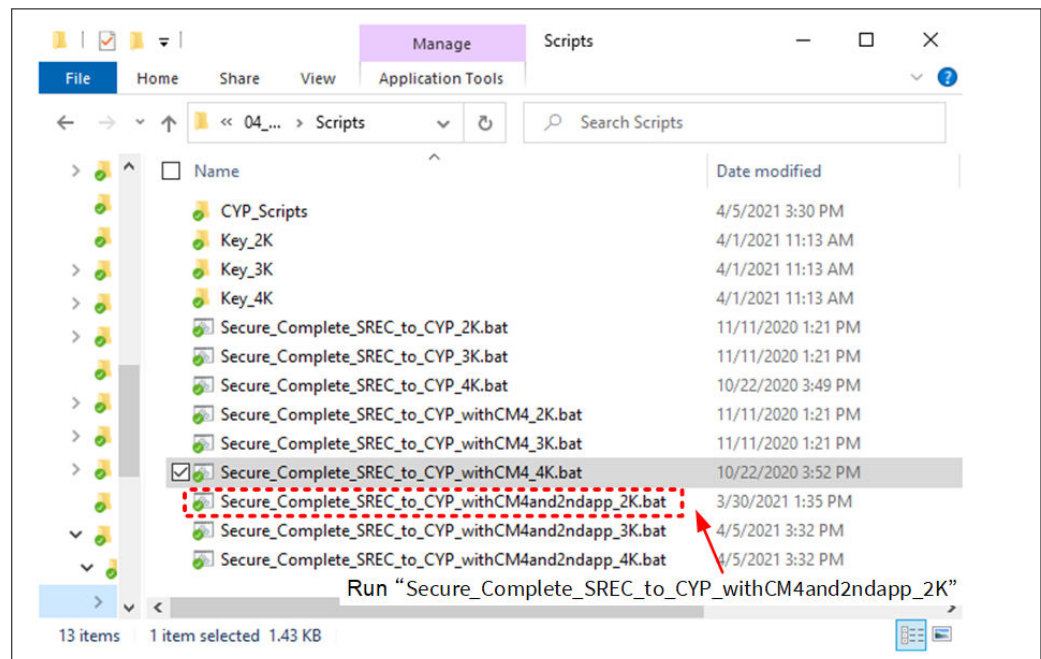 Manage
Scripts
File Home Share View Application Tools
« 04_... > Scripts
Search Scripts
Name Date modified
CYP_Scripts 4/5/2021 3:30 PM
Key_2K 4/1/2021 11:13 AM
Key_3K 4/1/2021 11:13 AM
Key_4K 4/1/2021 11:13 AM
Secure_Complete_SREC_to_CYP_2K.bat 11/11/2020 1:21 PM
Secure_Complete_SREC_to_CYP_3K.bat 11/11/2020 1:21 PM
Secure_Complete_SREC_to_CYP_4K.bat 10/22/2020 3:49 PM
Secure_Complete_SREC_to_CYP_withCM4_2K.bat 11/11/2020 1:21 PM
Secure_Complete_SREC_to_CYP_withCM4_3K.bat 11/11/2020 1:21 PM
Secure_Complete_SREC_to_CYP_withCM4_4K.bat 10/22/2020 3:52 PM
Secure_Complete_SREC_to_CYP_withCM4and2ndapp_2K.bat 3/30/2021 1:35 PM
Secure_Complete_SREC_to_CYP_withCM4and2ndapp_3K.bat 4/5/2021 3:32 PM
Secure_Complete_SREC_to_CYP_withCM4and2ndapp_4K.bat 4/5/2021 3:32 PM
Run “Secure_Complete_SREC_to_CYP_withCM4and2ndapp_2K”
13 items 1 item selected 1.43 KB